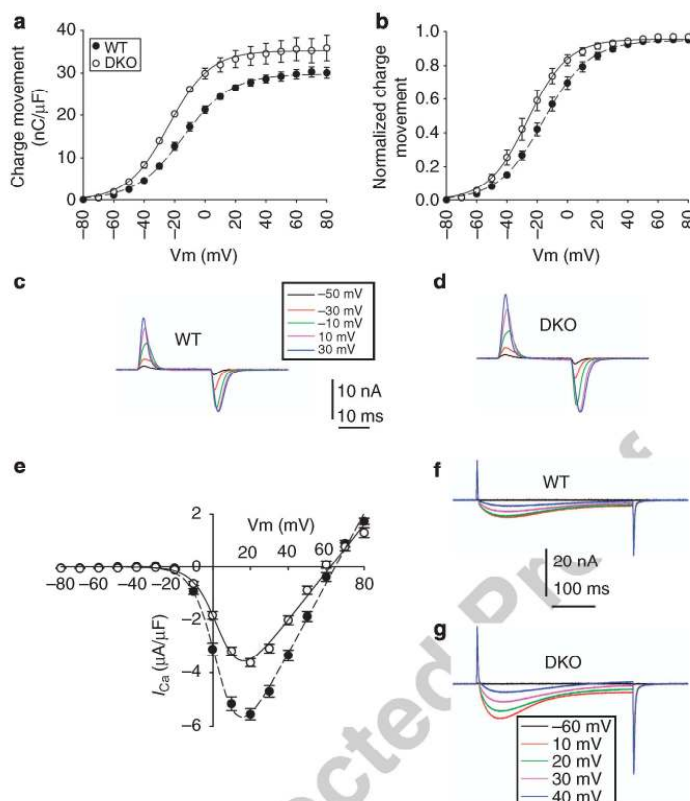 a
WT
DKO
Charge movement
(nC/μF)
40
30
20
10
0
−80
−60
−40
−20
0
20
40
60
80
Vm (mV)
b
Normalized charge
movement
1.0
0.8
0.6
0.4
0.2
0.0
−80
−60
−40
−20
0
20
40
60
80
Vm (mV)
c
WT
−50 mV
−30 mV
−10 mV
10 mV
30 mV
10 nA
10 ms
d
DKO
e
Vm (mV)
2
0
−2
−4
−6
−80 −60 −40 −20
20 40 60
80
ICa (μA/μF)
f
WT
20 nA
100 ms
g
DKO
−60 mV
10 mV
20 mV
30 mV
40 mV
ected Pro